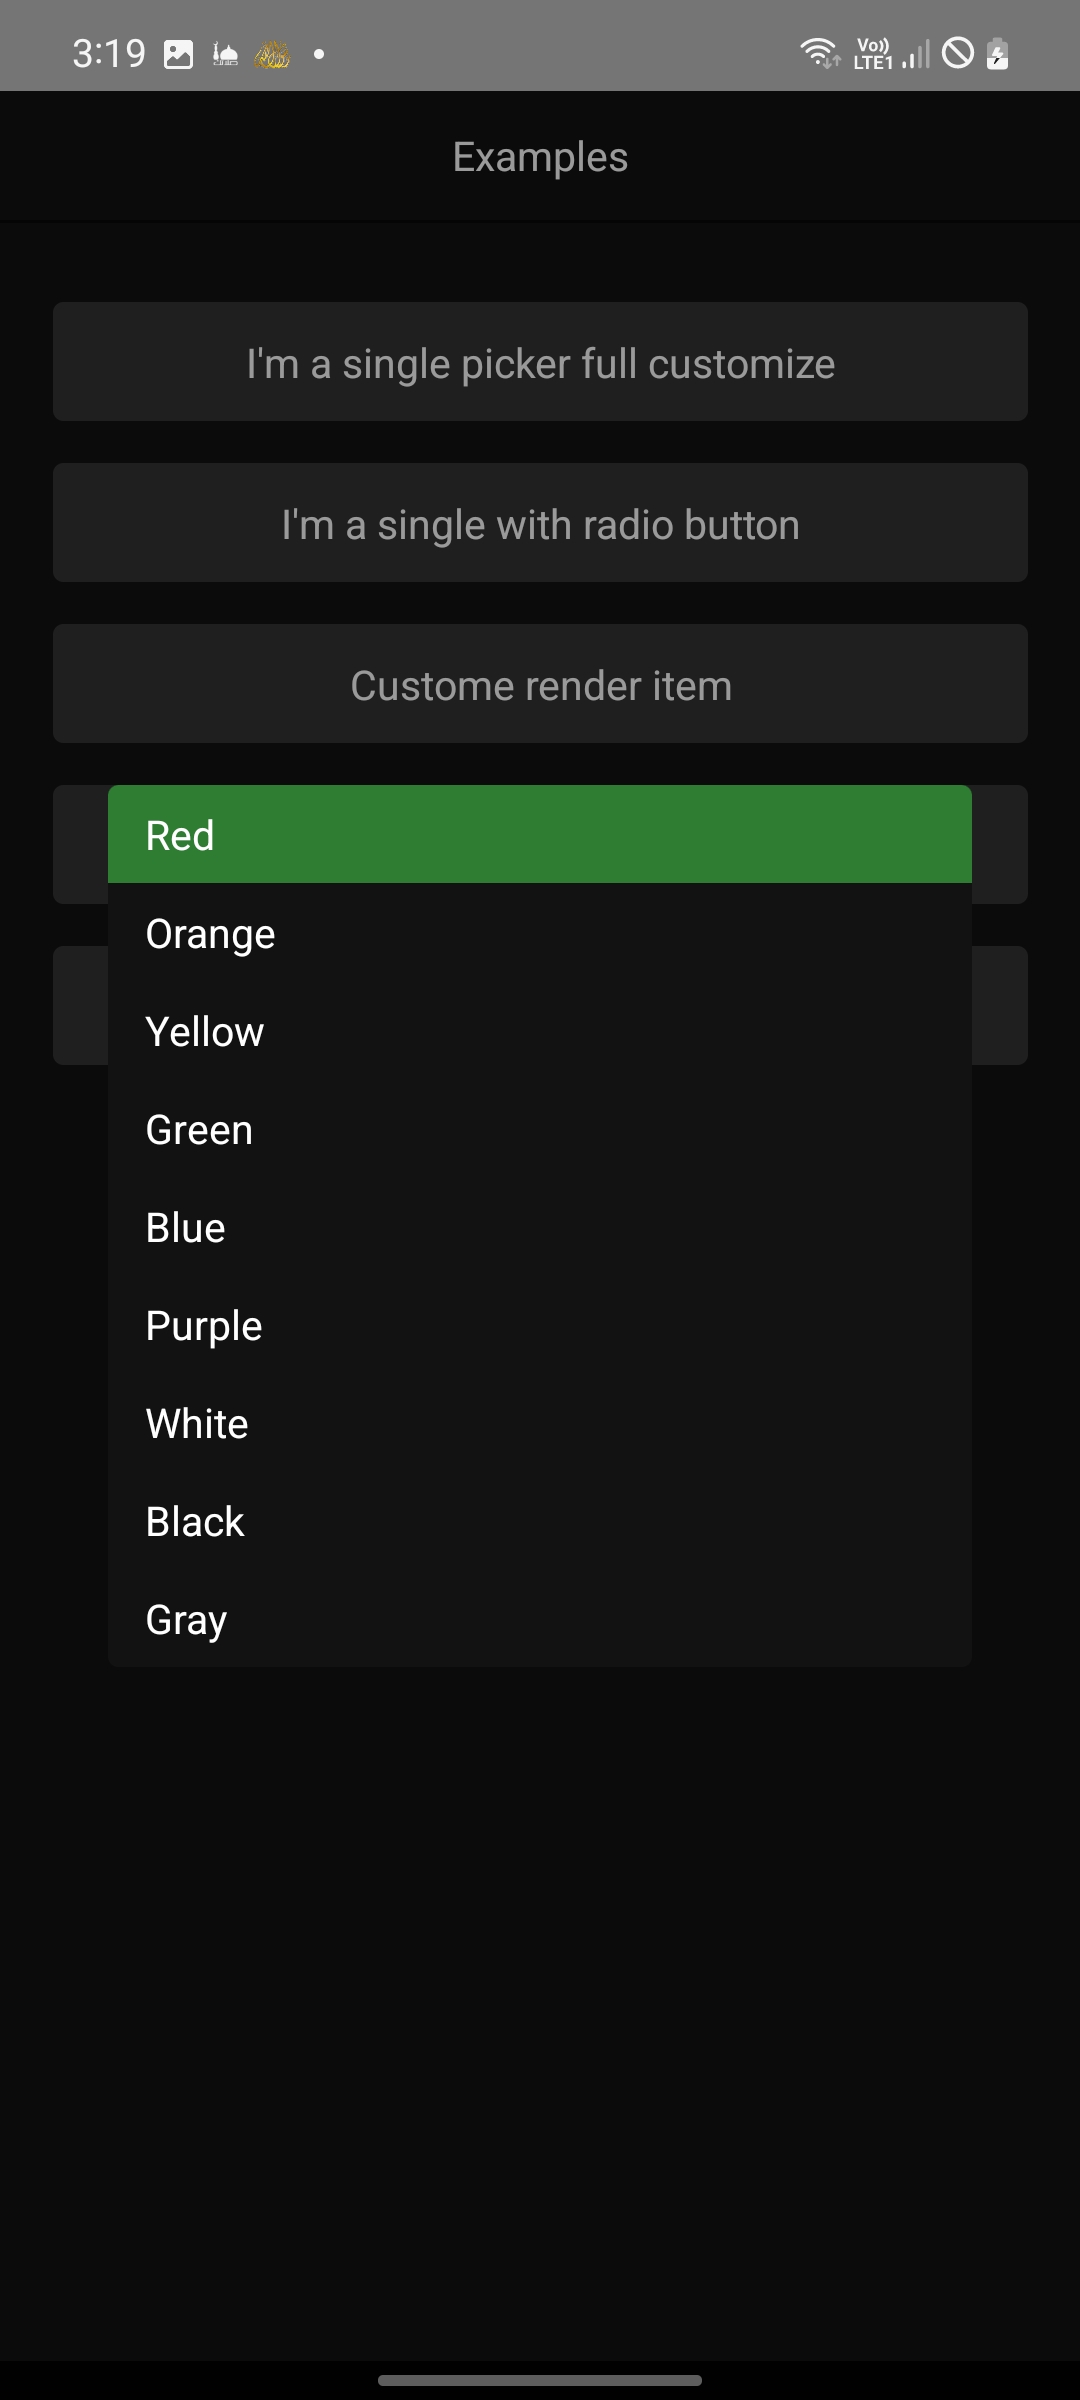 3:19
Vo))
LTE1
Examples
I'm a single picker full customize
I'm a single with radio button
Custome render item
Red
Orange
Yellow
Green
Blue
Purple
White
Black
Gray